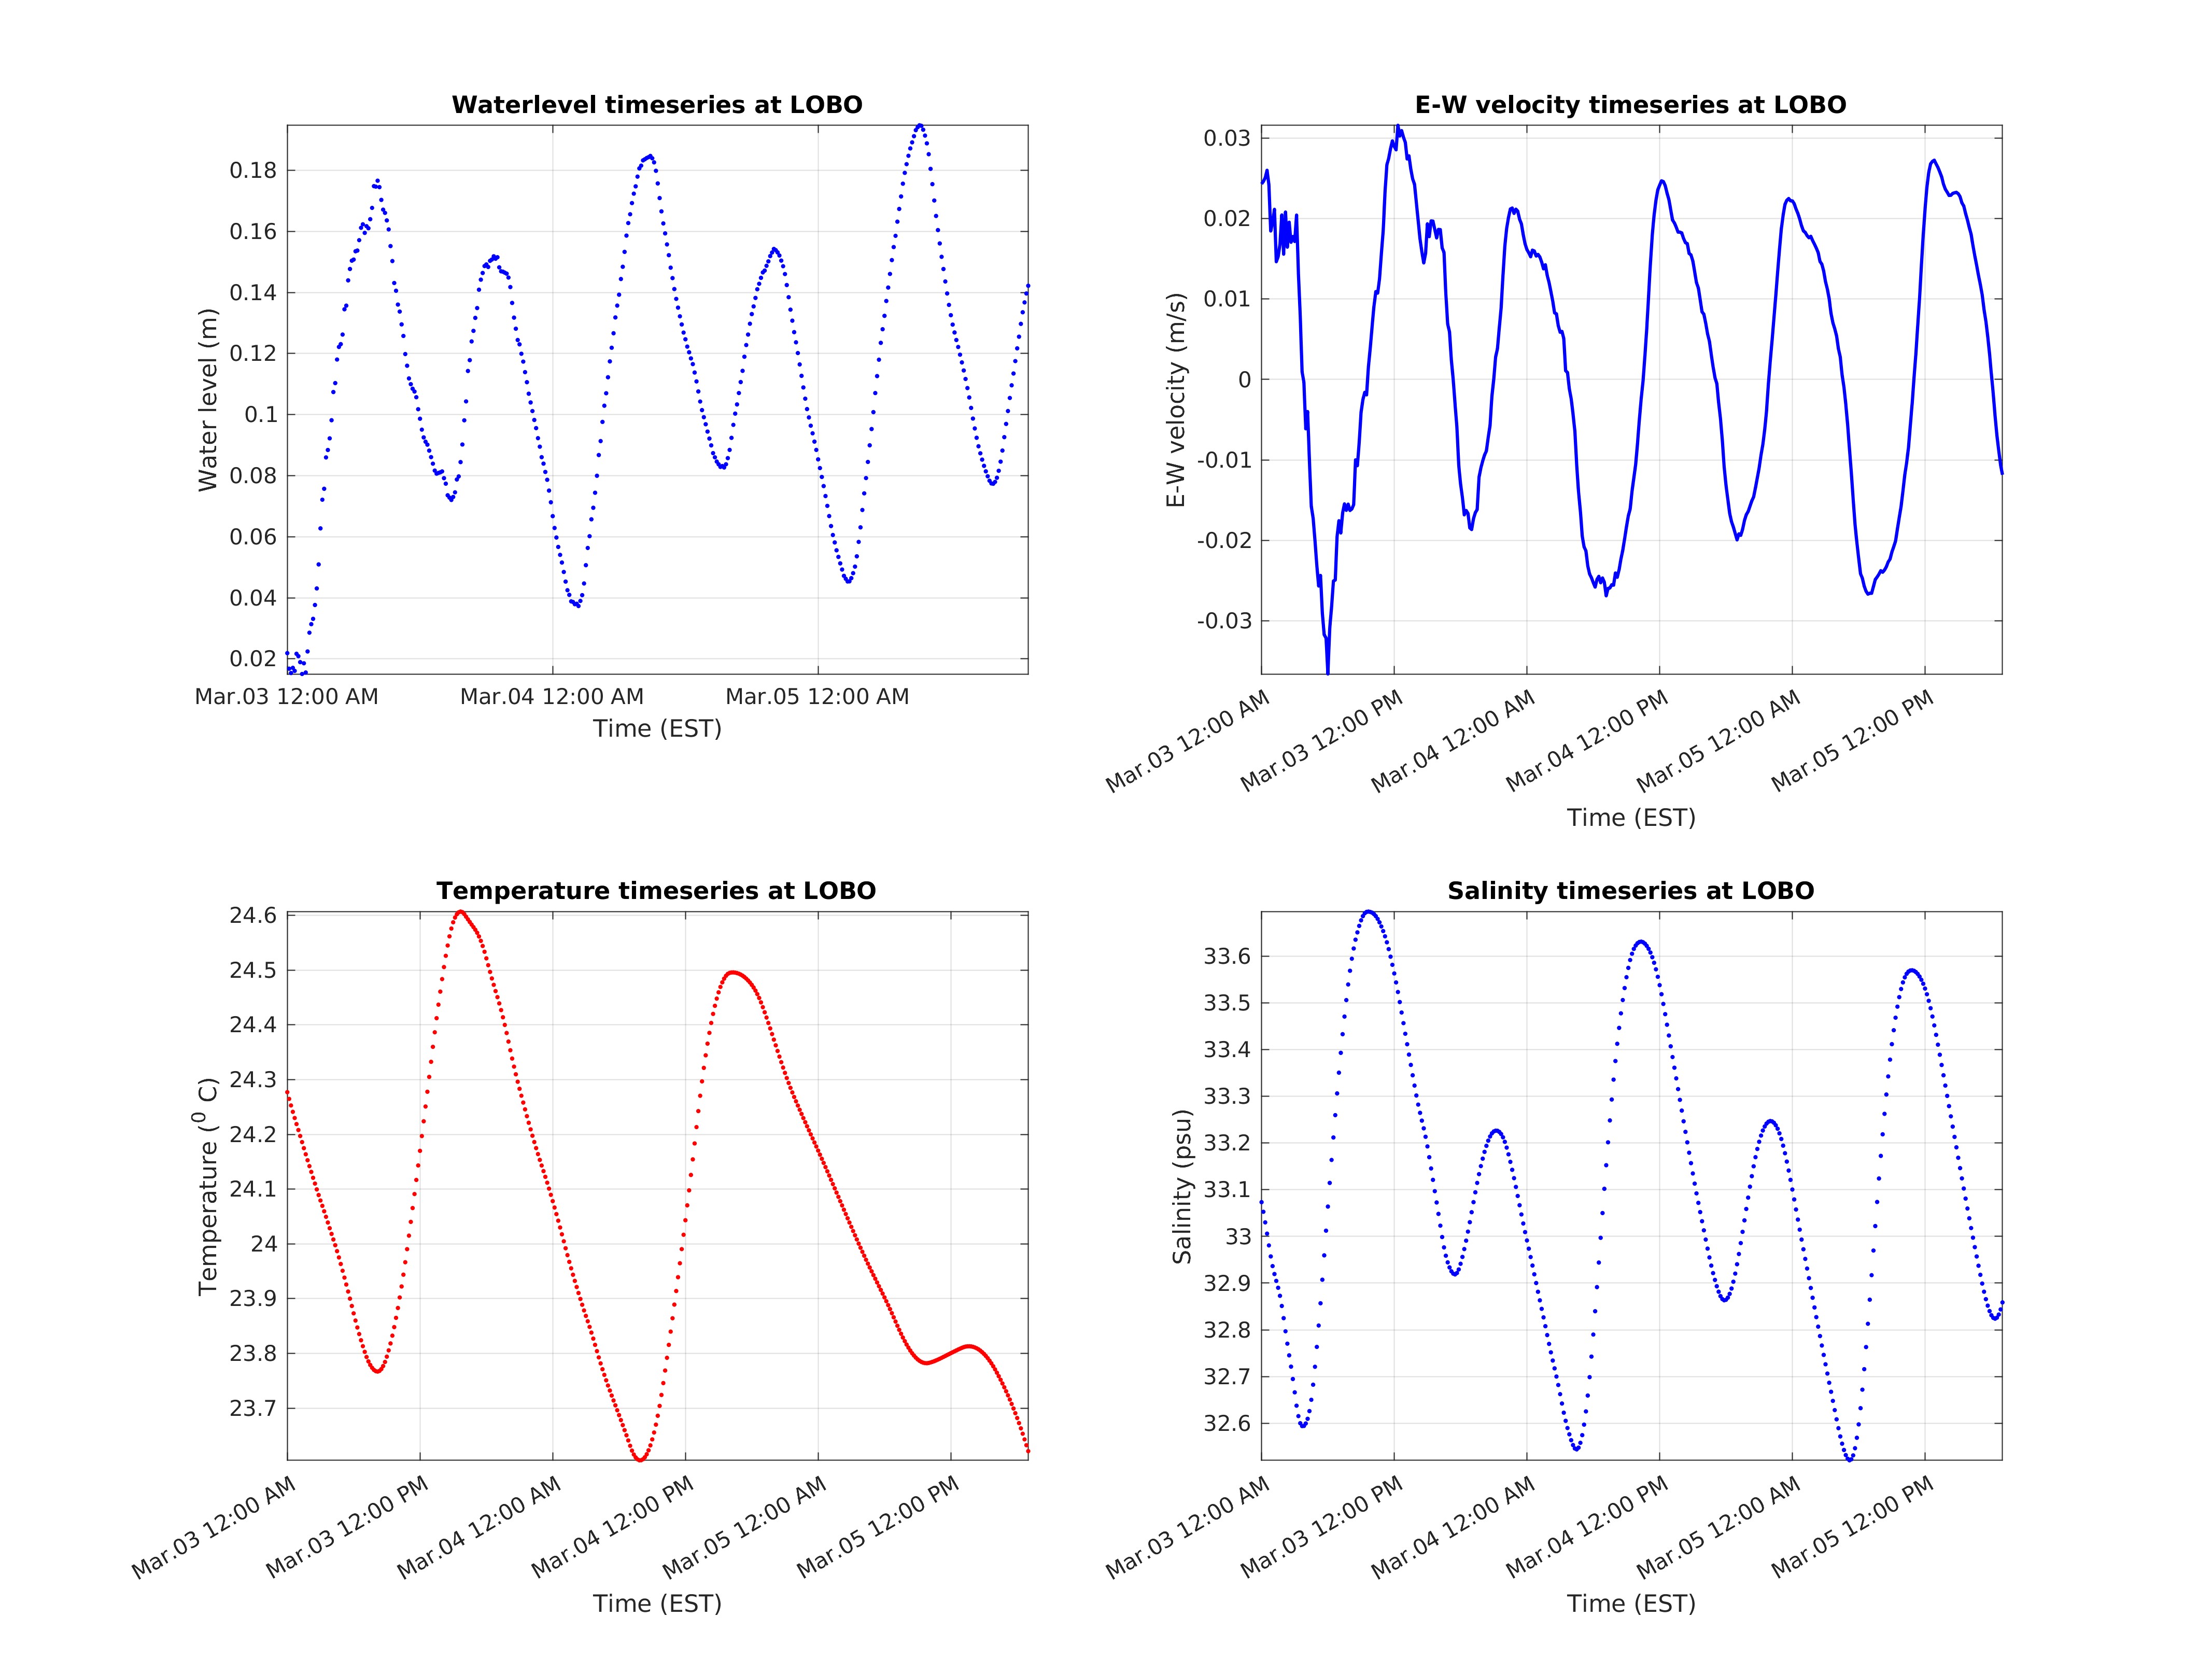 Waterlevel timeseries at LOBO
0.18
0.16
0.14
0.12
0.1
0.08
0.06
0.04
0.02
Water level (m)
Mar.03 12:00 AM Mar.04 12:00 AM Mar.05 12:00 AM
Time (EST)
E-W velocity timeseries at LOBO
0.03
0.02
0.01
0
-0.01
-0.02
-0.03
E-W velocity (m/s)
Mar.03 12:00 AM Mar.03 12:00 PM Mar.04 12:00 AM Mar.04 12:00 PM Mar.05 12:00 AM Mar.05 12:00 PM
Time (EST)
Temperature timeseries at LOBO
24.6
24.5
24.4
24.3
24.2
24.1
24
23.9
23.8
23.7
Temperature (⁰ C)
Mar.03 12:00 AM Mar.03 12:00 PM Mar.04 12:00 AM Mar.04 12:00 PM Mar.05 12:00 AM Mar.05 12:00 PM
Time (EST)
Salinity timeseries at LOBO
33.6
33.5
33.4
33.3
33.2
33.1
33
32.9
32.8
32.7
32.6
Salinity (psu)
Mar.03 12:00 AM Mar.03 12:00 PM Mar.04 12:00 AM Mar.04 12:00 PM Mar.05 12:00 AM Mar.05 12:00 PM
Time (EST)